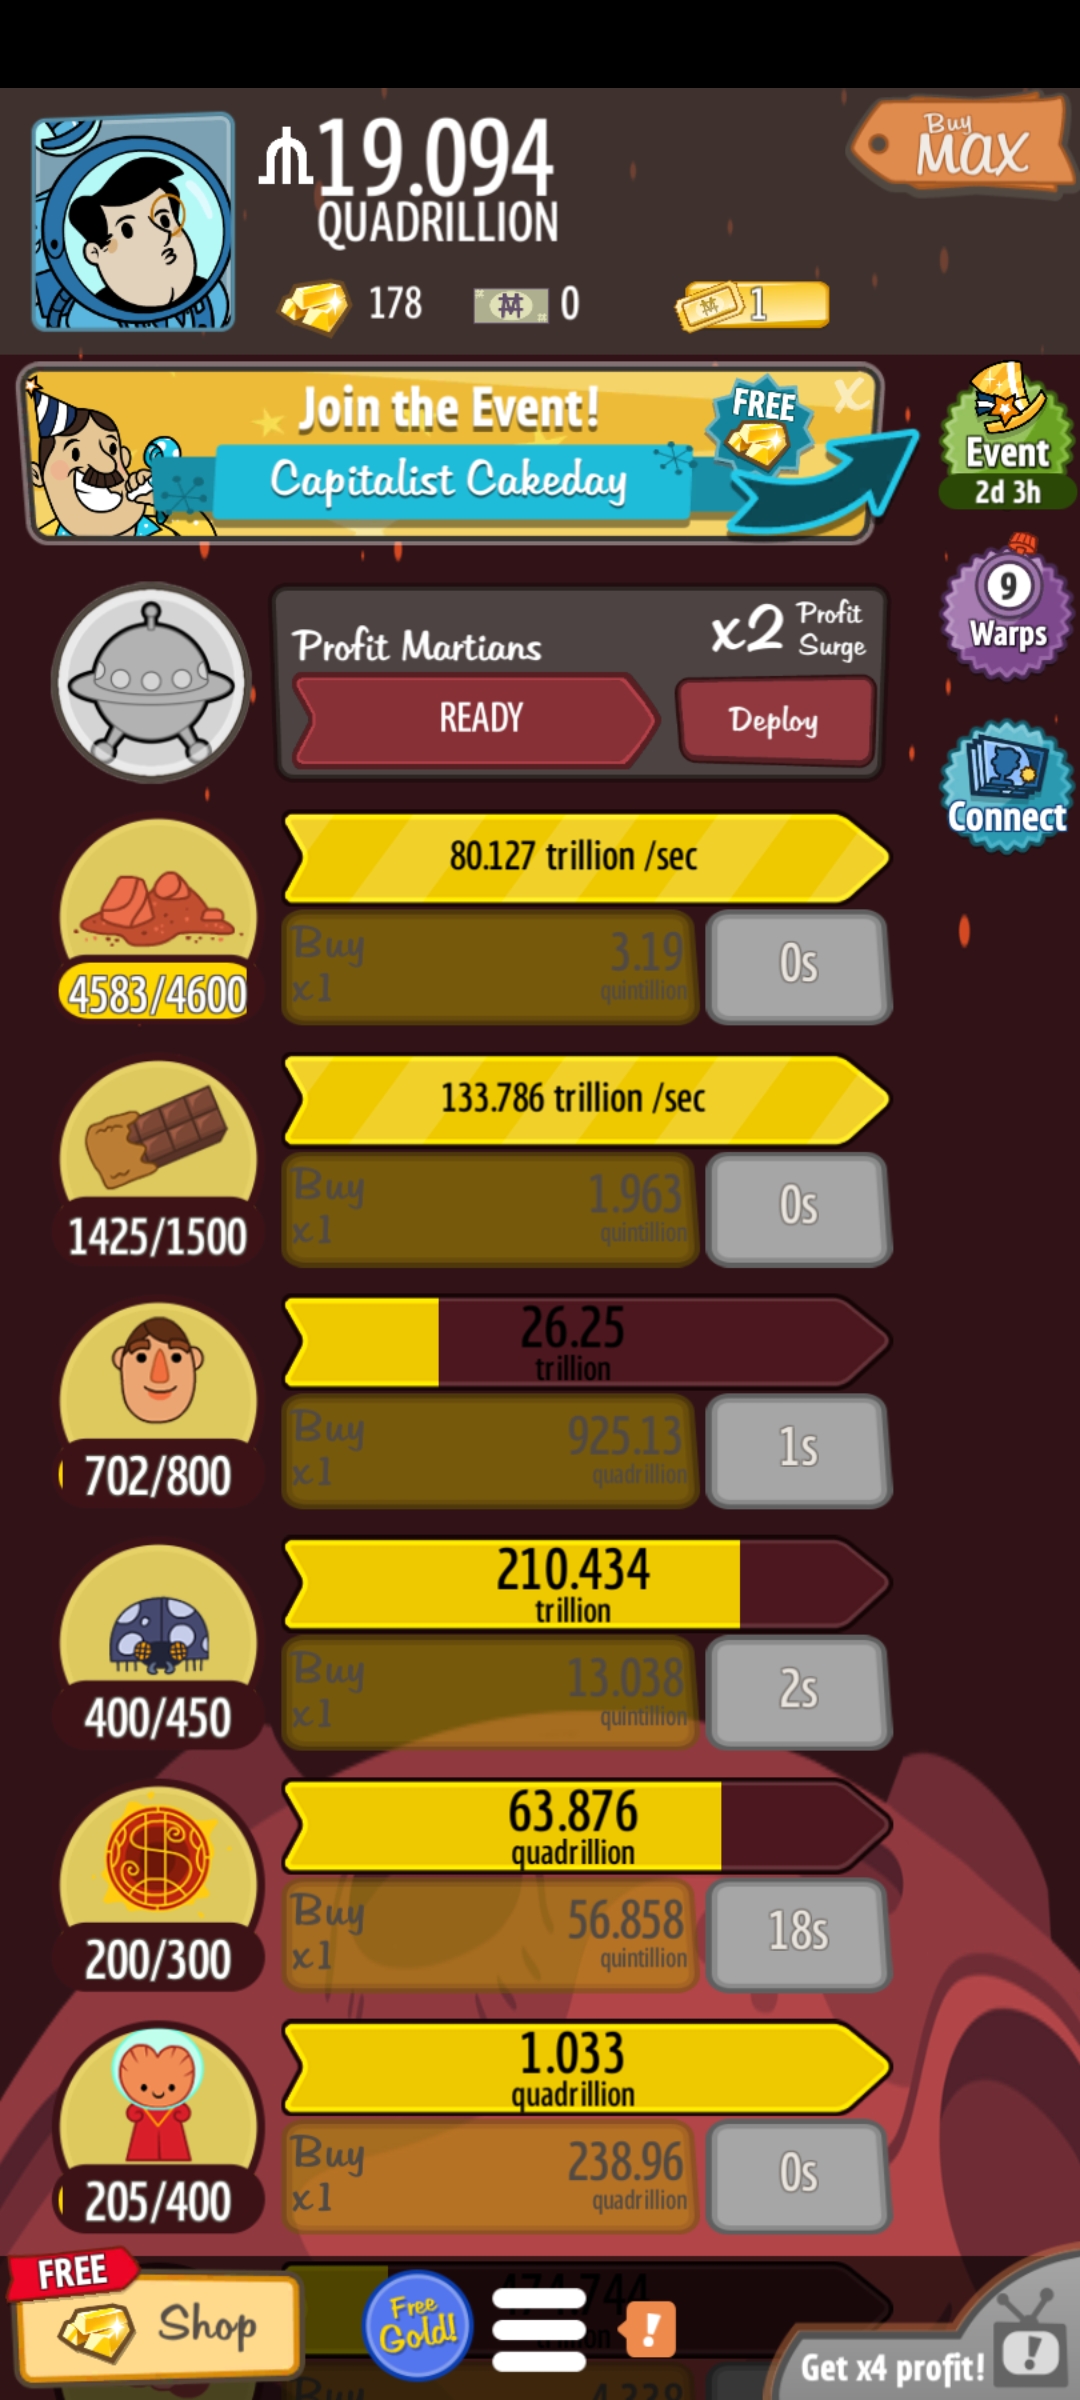 19.094
QUADRILLION
Buy
MAX
178
0
1
Join the Event!
FREE
x
Capitalist Cakeday
Event
2d 3h
9
Warps
Profit Martians
x2 Profit Surge
READY
Deploy
Connect
80.127 trillion /sec
4583/4600
Buy x1
3.19
quintillion
0s
133.786 trillion /sec
1425/1500
Buy x1
1.963
quintillion
0s
26.25
trillion
702/800
Buy x1
925.13
quadrillion
1s
210.434
trillion
400/450
Buy x1
13.038
quintillion
2s
63.876
quadrillion
200/300
Buy x1
56.858
quintillion
18s
1.033
quadrillion
205/400
Buy x1
238.96
quadrillion
0s
FREE
Shop
Free
Gold!
!
474.744
Get x4 profit!
!
Buy
4.339